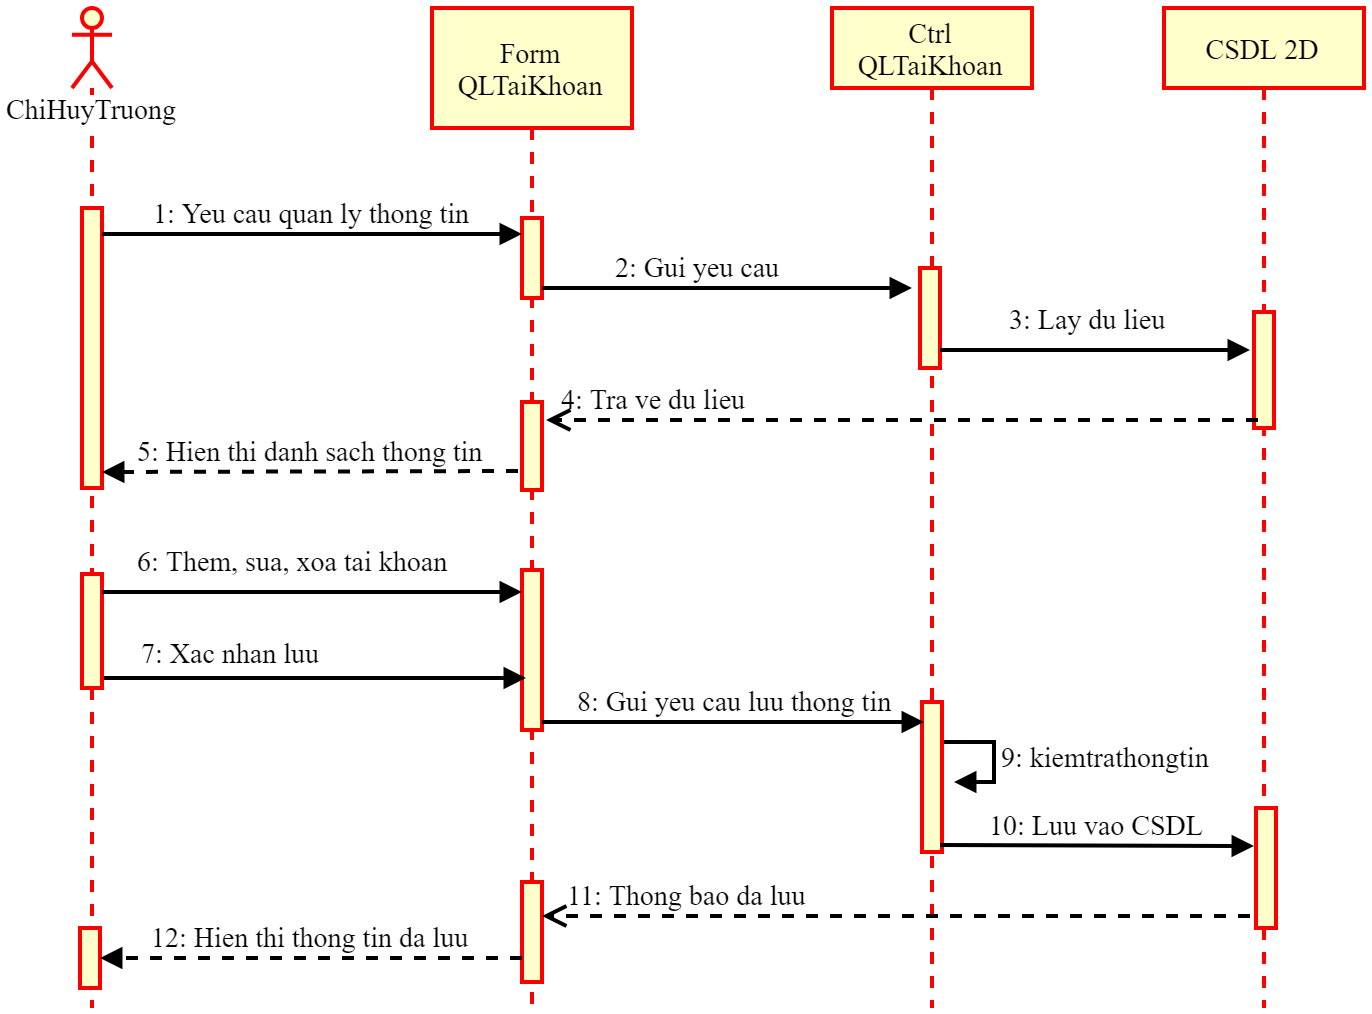 ChiHuyTruong
Form
QLTaiKhoan
Ctrl
QLTaiKhoan
CSDL 2D
1: Yeu cau quan ly thong tin
2: Gui yeu cau
3: Lay du lieu
4: Tra ve du lieu
5: Hien thi danh sach thong tin
6: Them, sua, xoa tai khoan
7: Xac nhan luu
8: Gui yeu cau luu thong tin
9: kiemtrathongtin
10: Luu vao CSDL
11: Thong bao da luu
12: Hien thi thong tin da luu